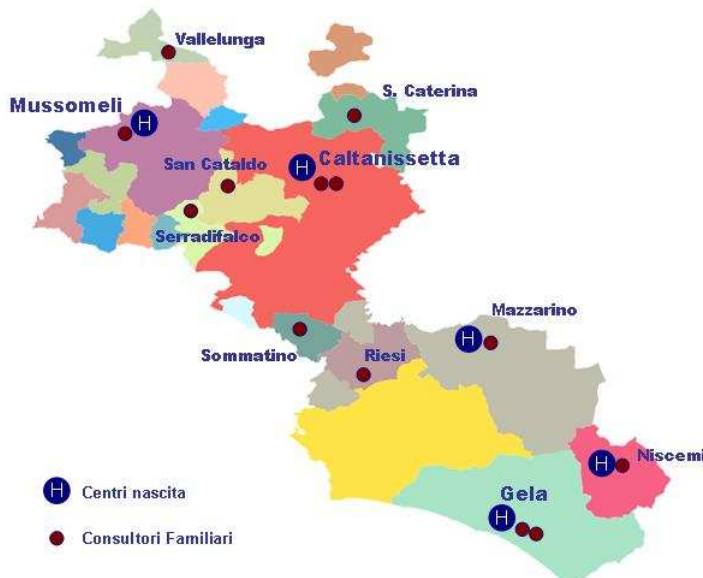 Vallelunga
S. Caterina
Mussomeli
H
San Cataldo
H
Caltanissetta
Serradifalco
Mazzarino
H
Sommatino
Riesi
H
Niscemi
H
Centri nascita
Gela
H
Consultori Familiari